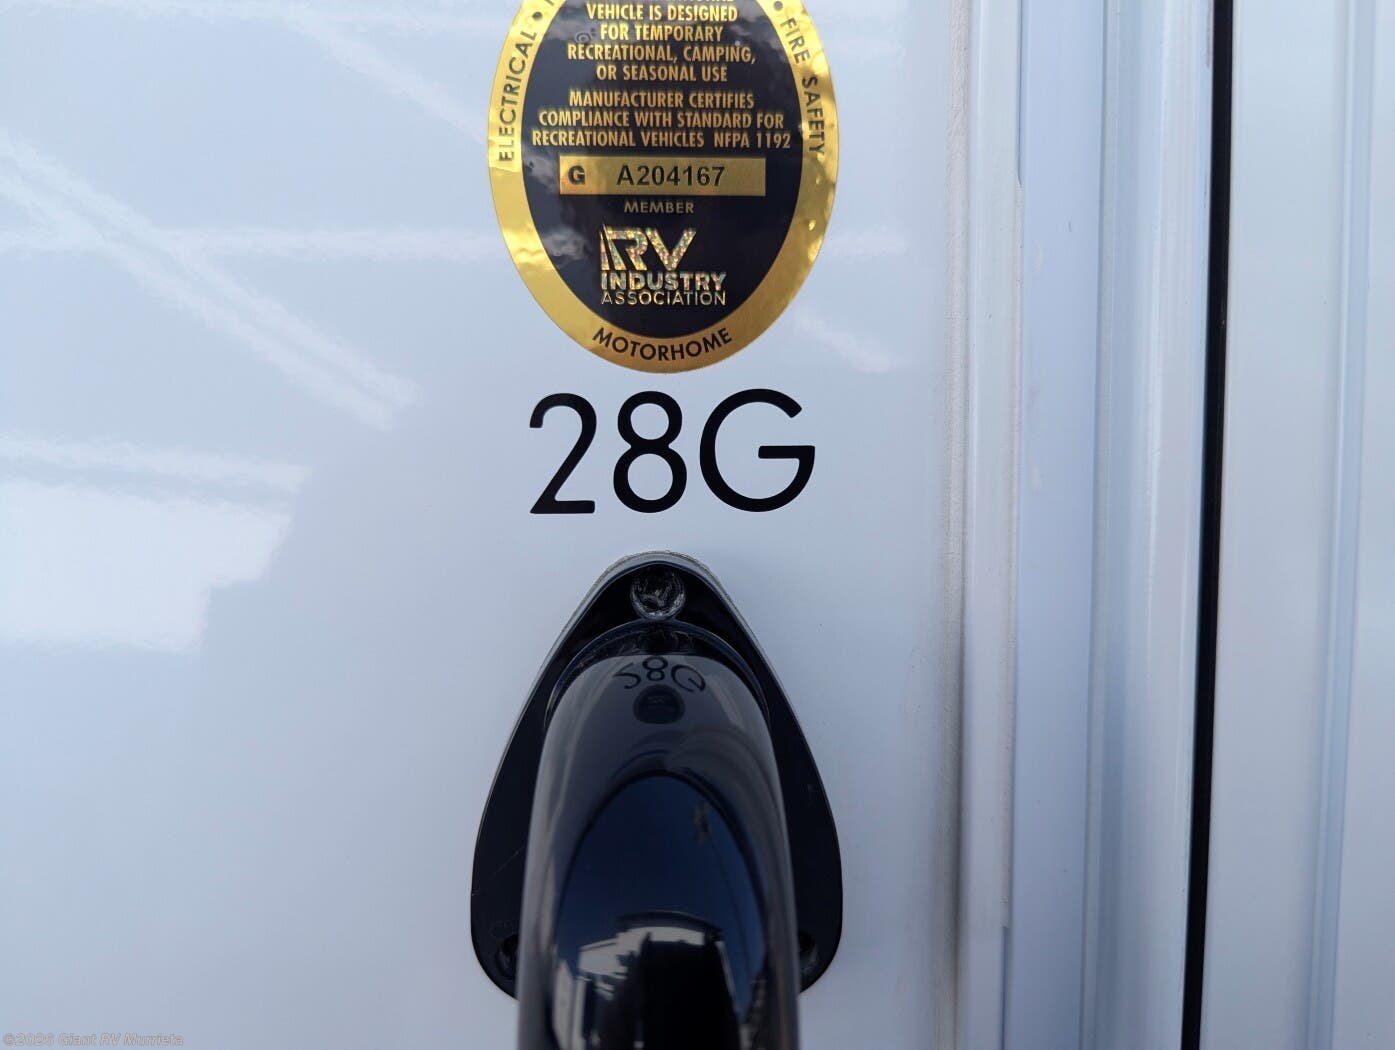 VEHICLE IS DESIGNED
FOR TEMPORARY
RECREATIONAL, CAMPING,
OR SEASONAL USE
MANUFACTURER CERTIFIES
COMPLIANCE WITH STANDARD FOR
RECREATIONAL VEHICLES NFPA 1192
G A204167
MEMBER
RV
INDUSTRY
ASSOCIATION
ELECTRICAL •
• FIRE SAFETY
MOTORHOME
28G
28G
©2026 Giant RV Murrieta